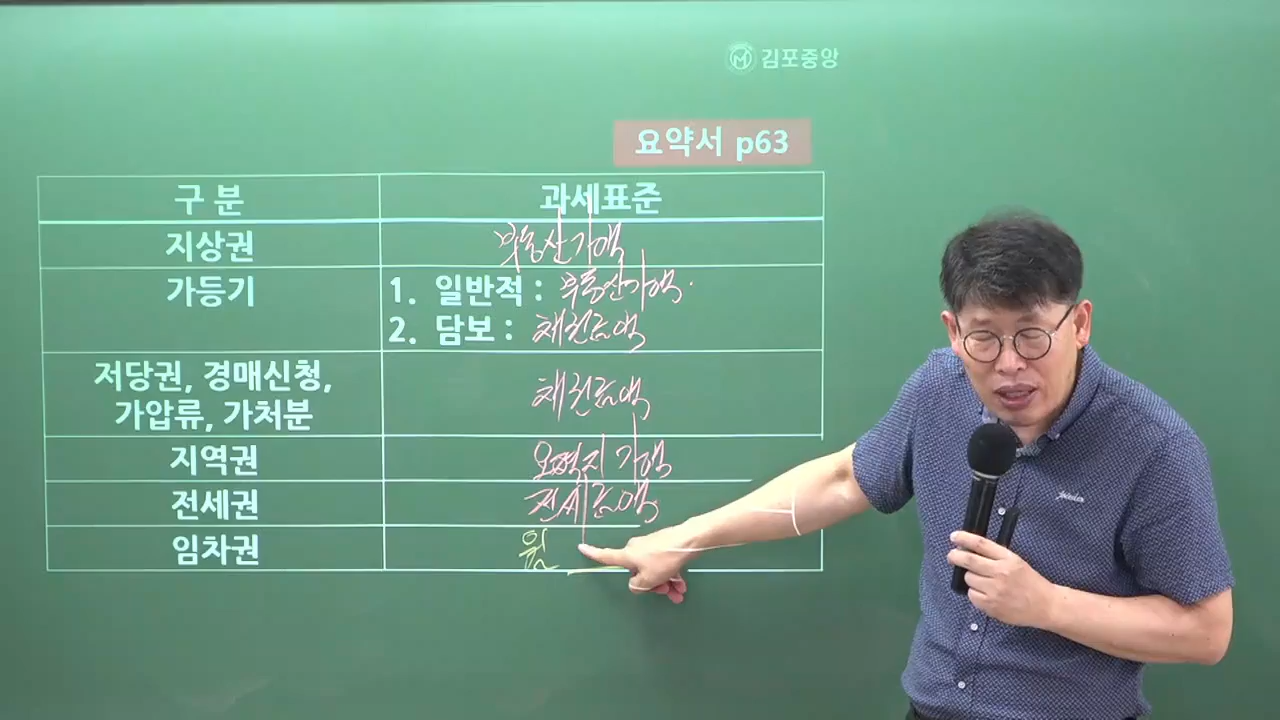 김포중앙
요약서 p63
구 분 과세표준
지상권 부동산가액
가등기 1. 일반적 : 부동산가액.
2. 담보 : 채권금액
저당권, 경매신청,
가압류, 가처분 채권금액
지역권 요역지 가액
전세권 전세금액
임차권 월